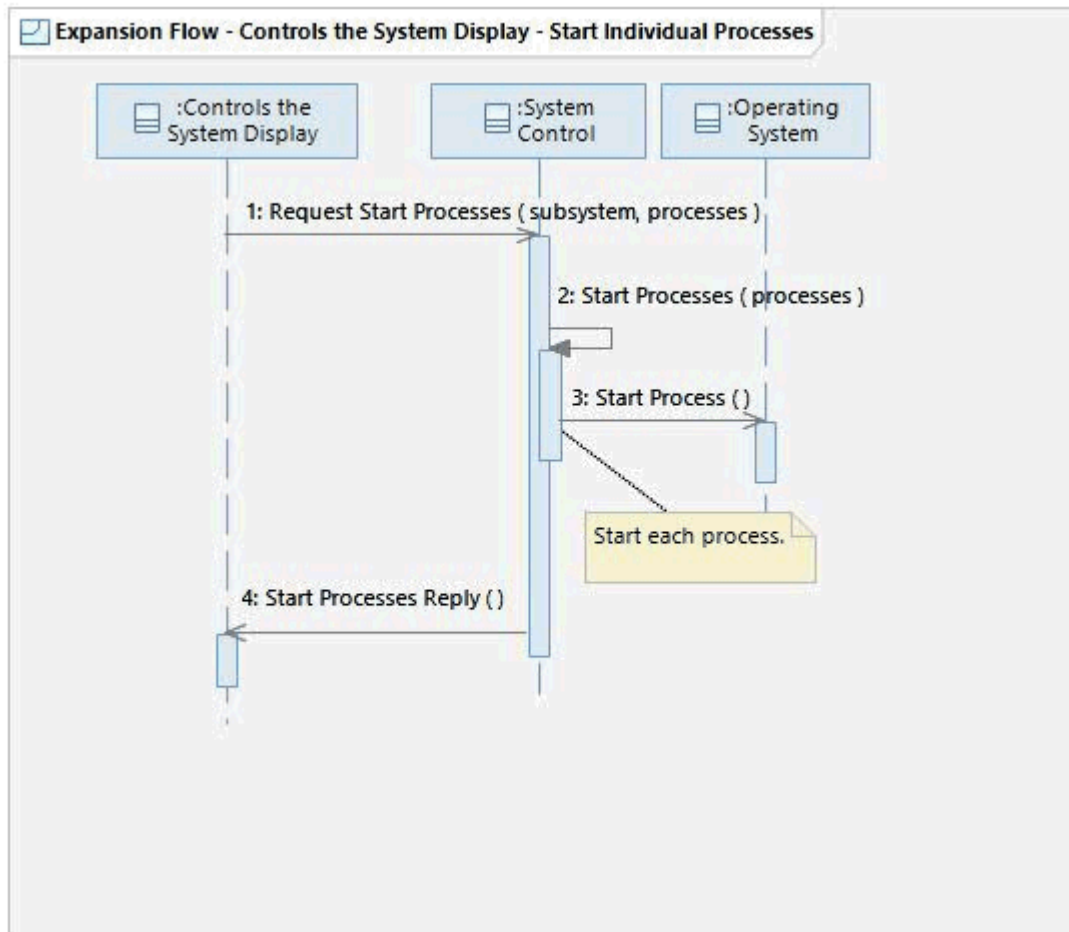 Expansion Flow - Controls the System Display - Start Individual Processes
:Controls the
System Display
:System
Control
:Operating
System
1: Request Start Processes ( subsystem, processes )
2: Start Processes ( processes )
3: Start Process ( )
Start each process.
4: Start Processes Reply ( )